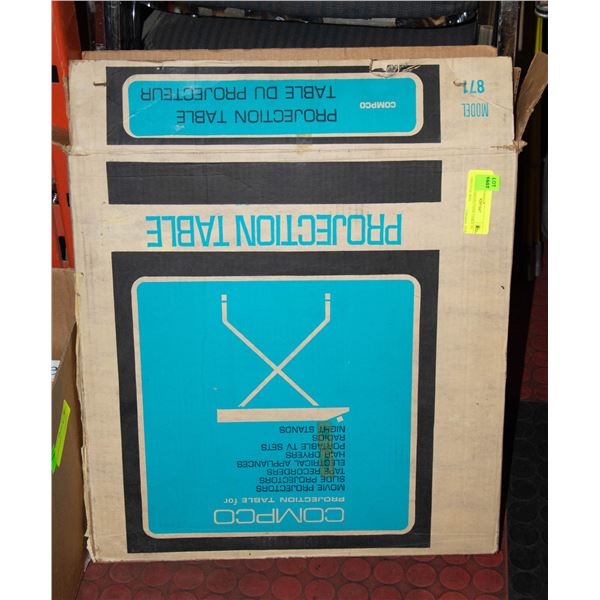 COMPCO
PROJECTION TABLE for
MOVIE PROJECTORS
SLIDE PROJECTORS
TAPE RECORDERS
ELECTRICAL APPLIANCES
HAIR DRYERS
PORTABLE TV SETS
RADIOS
NIGHT STANDS
PROJECTION TABLE
COMPCO
PROJECTION TABLE
TABLE DU PROJECTEUR
MODEL
871
LOT